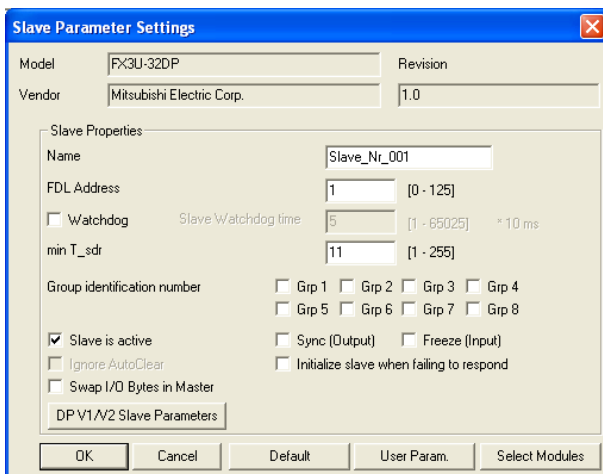 Slave Parameter Settings
Model FX3U-32DP Revision
Vendor Mitsubishi Electric Corp. 1.0
Slave Properties
Name Slave_Nr_001
FDL Address 1 [0 - 125]
Watchdog Slave Watchdog time 5 [1 - 65025] * 10 ms
min T_sdr 11 [1 - 255]
Group identification number Grp 1 Grp 2 Grp 3 Grp 4
Grp 5 Grp 6 Grp 7 Grp 8
Slave is active Sync (Output) Freeze (Input)
Ignore AutoClear Initialize slave when failing to respond
Swap I/O Bytes in Master
DP V1/V2 Slave Parameters
OK Cancel Default User Param. Select Modules